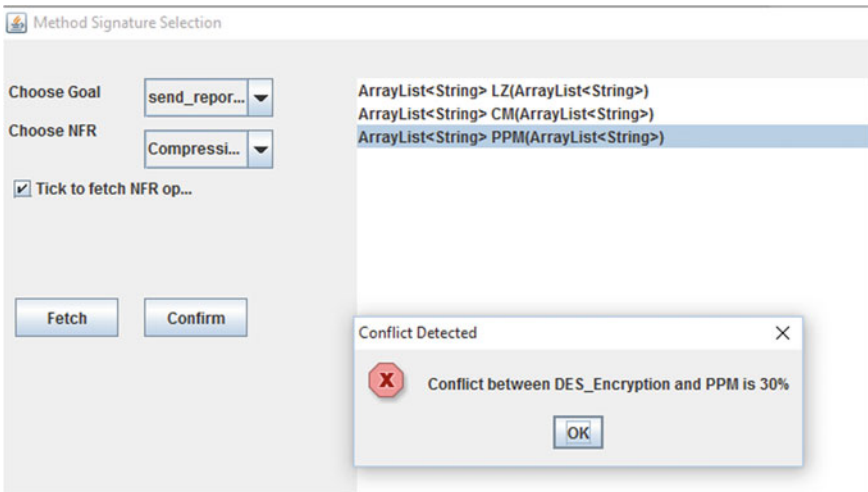 Method Signature Selection
Choose Goal
send_repor...
Choose NFR
Compressi...
Tick to fetch NFR op...
Fetch
Confirm
ArrayList<String> LZ(ArrayList<String>)
ArrayList<String> CM(ArrayList<String>)
ArrayList<String> PPM(ArrayList<String>)
Conflict Detected
Conflict between DES_Encryption and PPM is 30%
OK